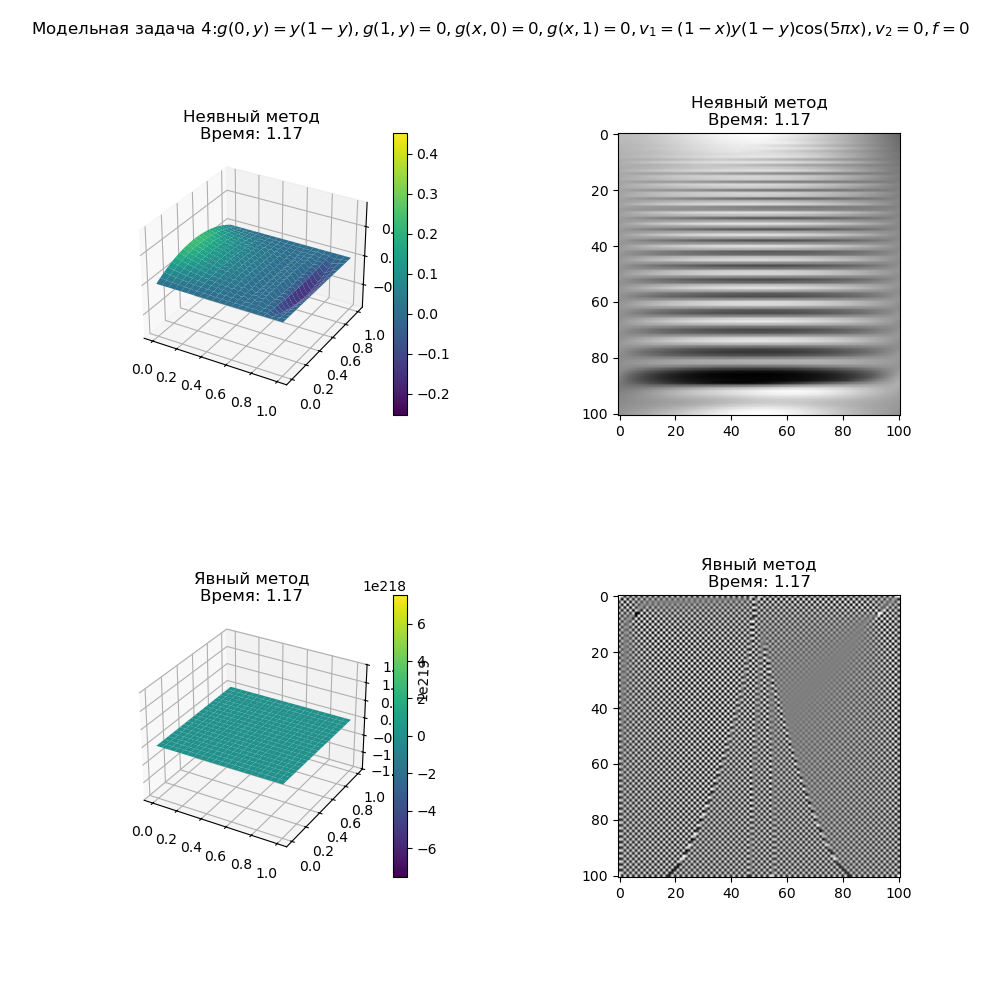 Модельная задача 4:g(0, y) = y(1 − y), g(1, y) = 0, g(x, 0) = 0, g(x, 1) = 0, v₁ = (1 − x)y(1 − y)cos(5πx), v₂ = 0, f = 0
Неявный метод
Время: 1.17
0.4
0.3
0.2
0.1
0.0
−0.1
−0.2
0.0 0.2 0.4 0.6 0.8 1.0
0.0 0.2 0.4 0.6 0.8 1.0
Неявный метод
Время: 1.17
0
20
40
60
80
100
0 20 40 60 80 100
Явный метод
Время: 1.17
1e218
6
4
2
0
−2
−4
−6
1e219
0.0 0.2 0.4 0.6 0.8 1.0
0.0 0.2 0.4 0.6 0.8 1.0
Явный метод
Время: 1.17
0
20
40
60
80
100
0 20 40 60 80 100